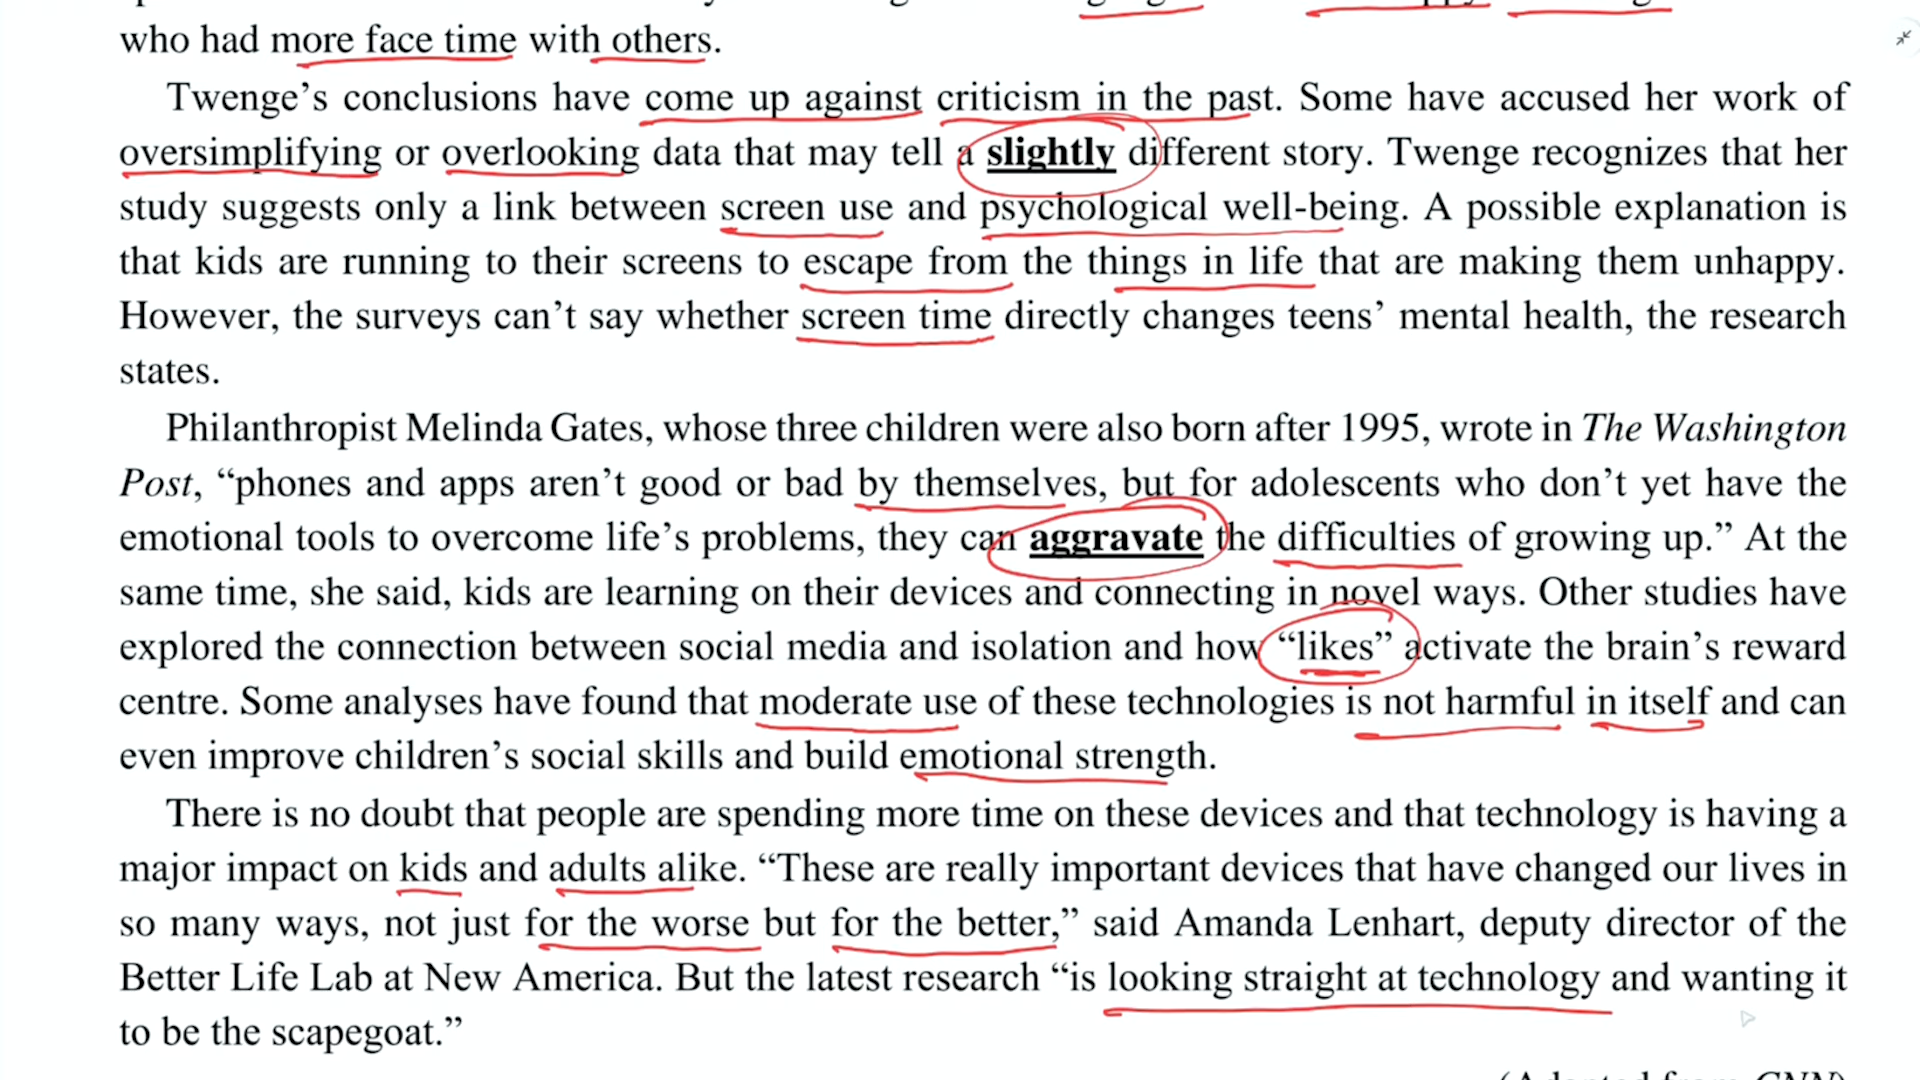 who had more face time with others.
Twenge’s conclusions have come up against criticism in the past. Some have accused her work of
oversimplifying or overlooking data that may tell a slightly different story. Twenge recognizes that her
study suggests only a link between screen use and psychological well-being. A possible explanation is
that kids are running to their screens to escape from the things in life that are making them unhappy.
However, the surveys can’t say whether screen time directly changes teens’ mental health, the research
states.
Philanthropist Melinda Gates, whose three children were also born after 1995, wrote in The Washington
Post, “phones and apps aren’t good or bad by themselves, but for adolescents who don’t yet have the
emotional tools to overcome life’s problems, they can aggravate the difficulties of growing up.” At the
same time, she said, kids are learning on their devices and connecting in novel ways. Other studies have
explored the connection between social media and isolation and how “likes” activate the brain’s reward
centre. Some analyses have found that moderate use of these technologies is not harmful in itself and can
even improve children’s social skills and build emotional strength.
There is no doubt that people are spending more time on these devices and that technology is having a
major impact on kids and adults alike. “These are really important devices that have changed our lives in
so many ways, not just for the worse but for the better,” said Amanda Lenhart, deputy director of the
Better Life Lab at New America. But the latest research “is looking straight at technology and wanting it
to be the scapegoat.”
(Adapted from CNN)